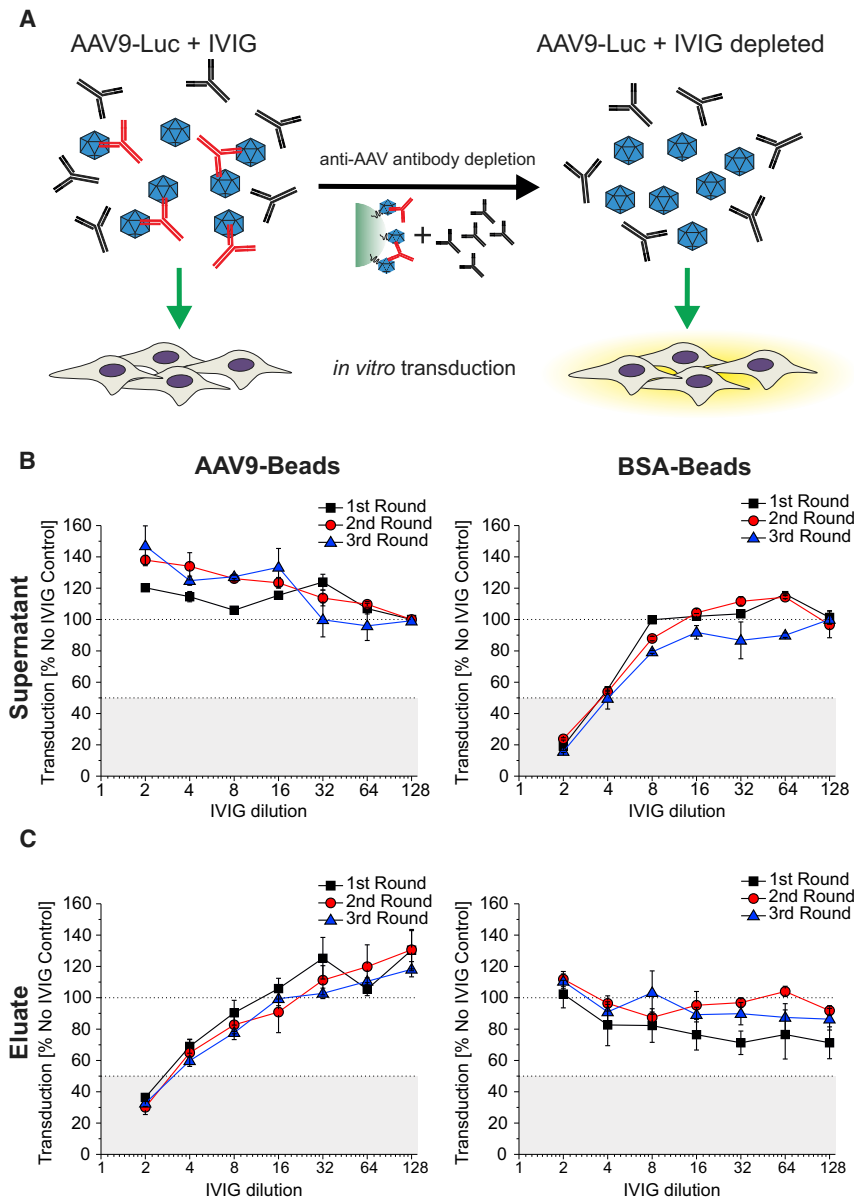 A
AAV9-Luc + IVIG
AAV9-Luc + IVIG depleted
anti-AAV antibody depletion
+
in vitro transduction
B
AAV9-Beads
BSA-Beads
Supernatant
Transduction [% No IVIG Control]
160
140
120
100
80
60
40
20
0
1st Round
2nd Round
3rd Round
1 2 4 8 16 32 64 128
IVIG dilution
Transduction [% No IVIG Control]
160
140
120
100
80
60
40
20
0
1st Round
2nd Round
3rd Round
1 2 4 8 16 32 64 128
IVIG dilution
C
Eluate
Transduction [% No IVIG Control]
160
140
120
100
80
60
40
20
0
1st Round
2nd Round
3rd Round
1 2 4 8 16 32 64 128
IVIG dilution
Transduction [% No IVIG Control]
160
140
120
100
80
60
40
20
0
1st Round
2nd Round
3rd Round
1 2 4 8 16 32 64 128
IVIG dilution